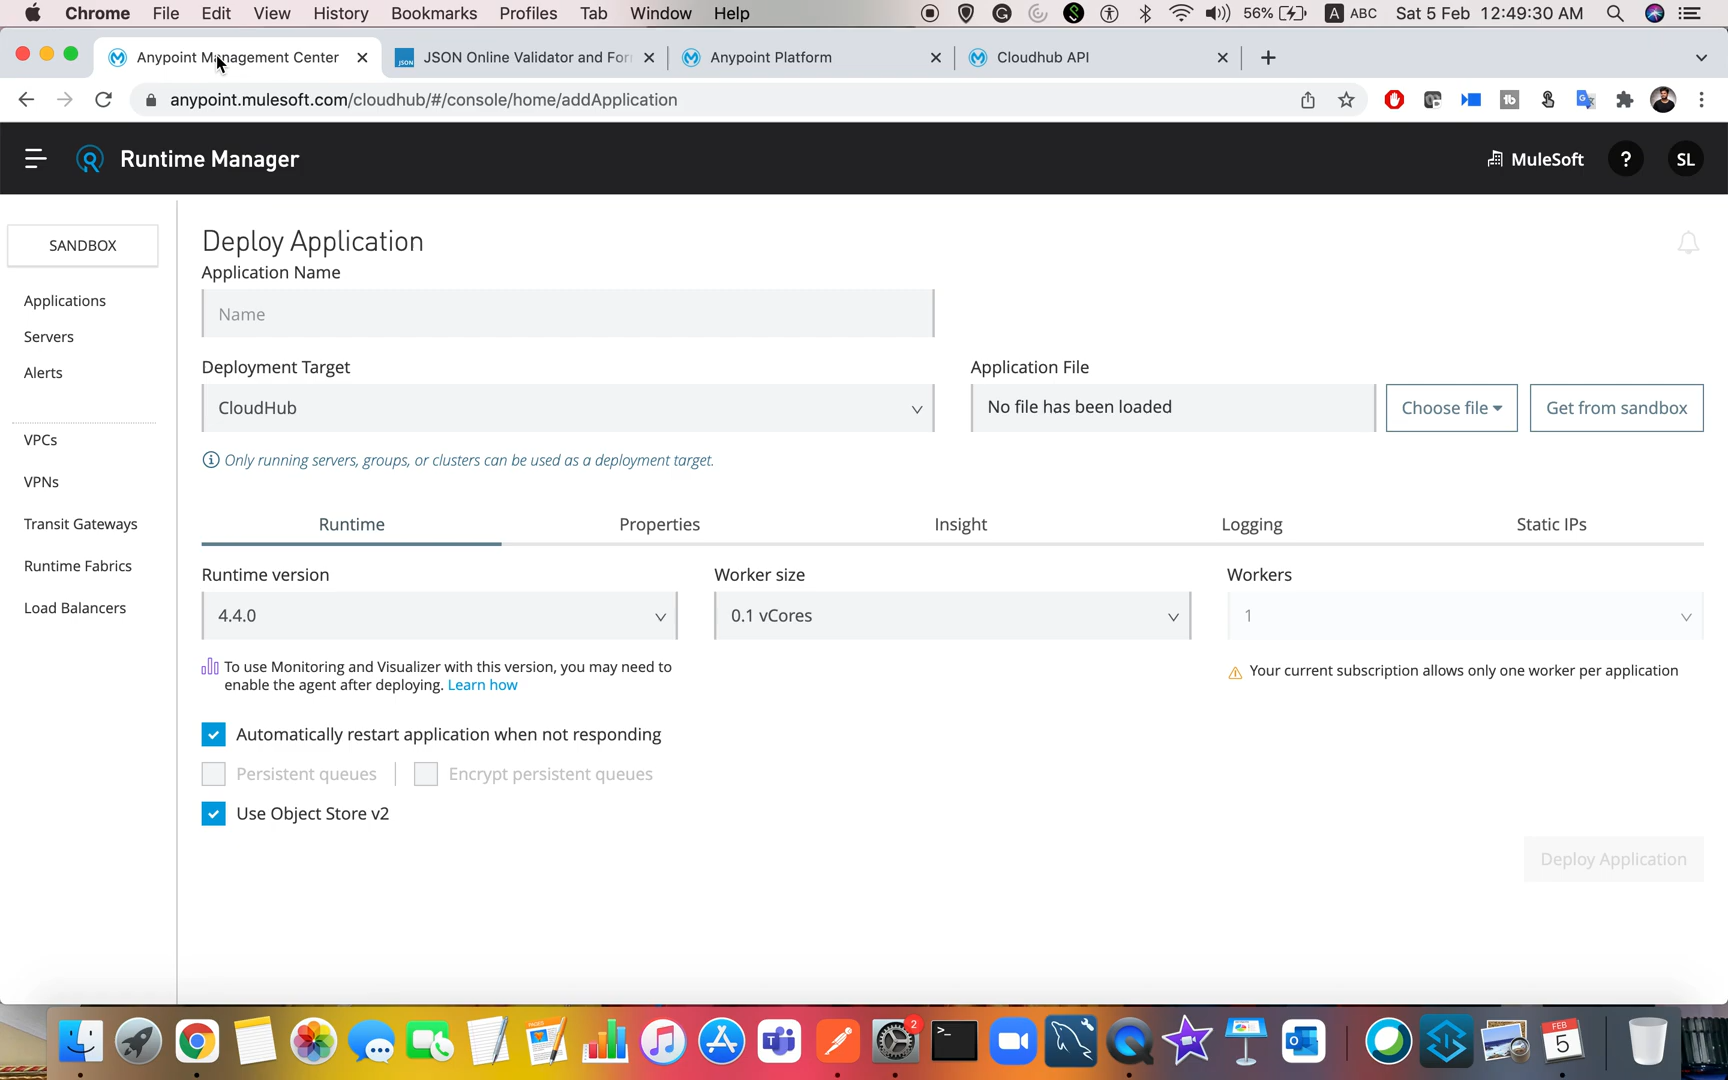 Chrome File Edit View History Bookmarks Profiles Tab Window Help 56% A ABC Sat 5 Feb 12:49:30 AM
Anypoint Management Center JSON Online Validator and For Anypoint Platform Cloudhub API
anypoint.mulesoft.com/cloudhub/#/console/home/addApplication
Runtime Manager MuleSoft ? SL
SANDBOX
Applications
Servers
Alerts
VPCs
VPNs
Transit Gateways
Runtime Fabrics
Load Balancers
Deploy Application
Application Name
Name
Deployment Target
CloudHub
Application File
No file has been loaded
Choose file
Get from sandbox
Only running servers, groups, or clusters can be used as a deployment target.
Runtime Properties Insight Logging Static IPs
Runtime version
4.4.0
Worker size
0.1 vCores
Workers
1
To use Monitoring and Visualizer with this version, you may need to
enable the agent after deploying. Learn how
Your current subscription allows only one worker per application
Automatically restart application when not responding
Persistent queues Encrypt persistent queues
Use Object Store v2
Deploy Application
2
FEB
5